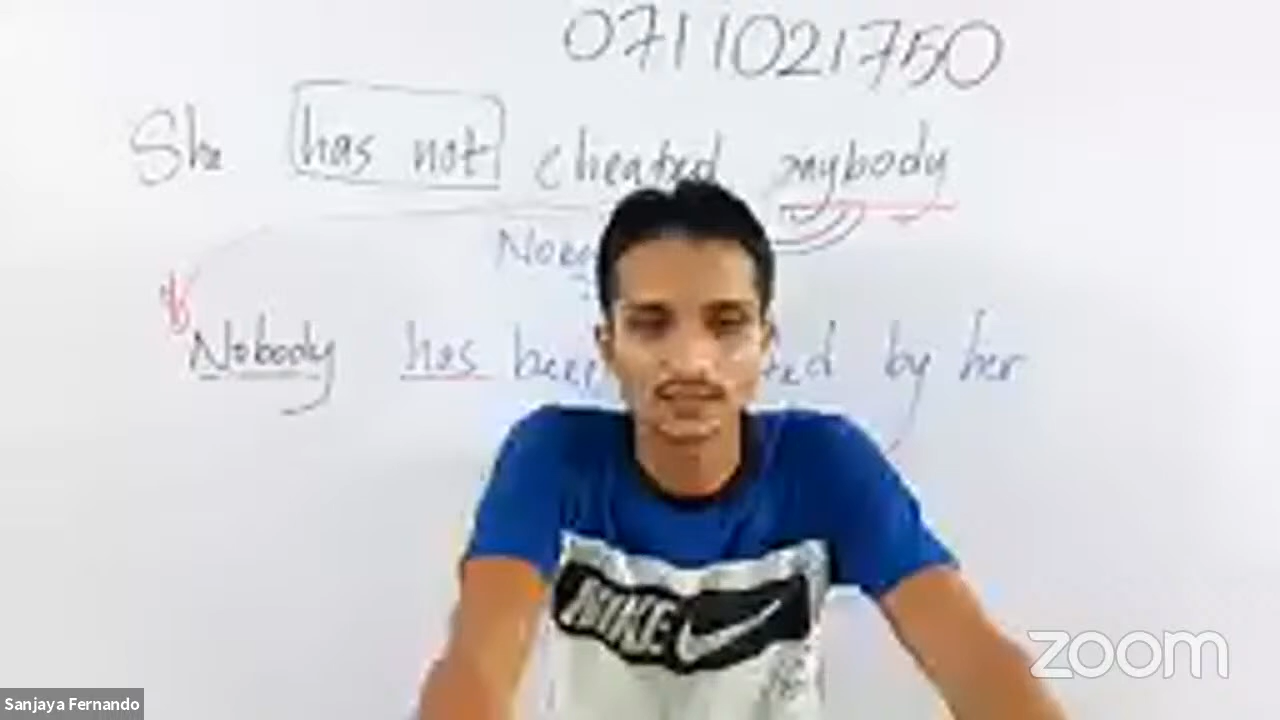 0711021750
She has not cheated anybody
Nobody has been by her
NIKE
zoom
Sanjaya Fernando